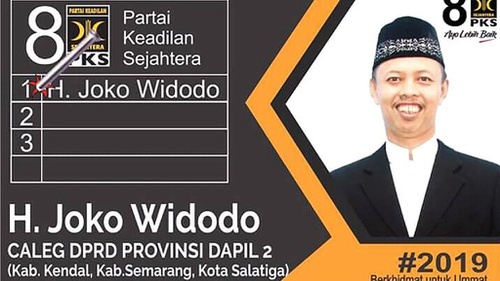 8
PARTAI KEADILAN
SEJAHTERA
PKS
Partai
Keadilan
Sejahtera
1 H. Joko Widodo
2
3
H. Joko Widodo
CALEG DPRD PROVINSI DAPIL 2
(Kab. Kendal, Kab.Semarang, Kota Salatiga)
8
PKS
Ayo Lebih Baik
#2019
Berkhidmat untuk Ummat